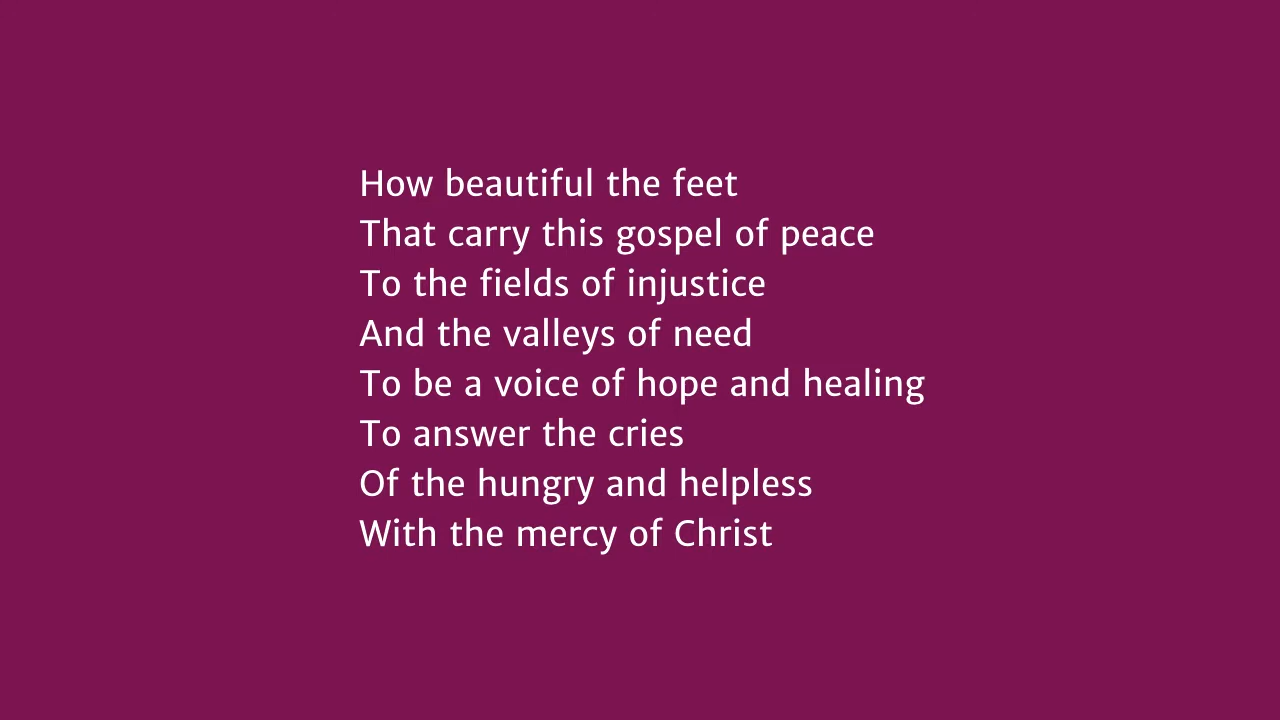 How beautiful the feet
That carry this gospel of peace
To the fields of injustice
And the valleys of need
To be a voice of hope and healing
To answer the cries
Of the hungry and helpless
With the mercy of Christ